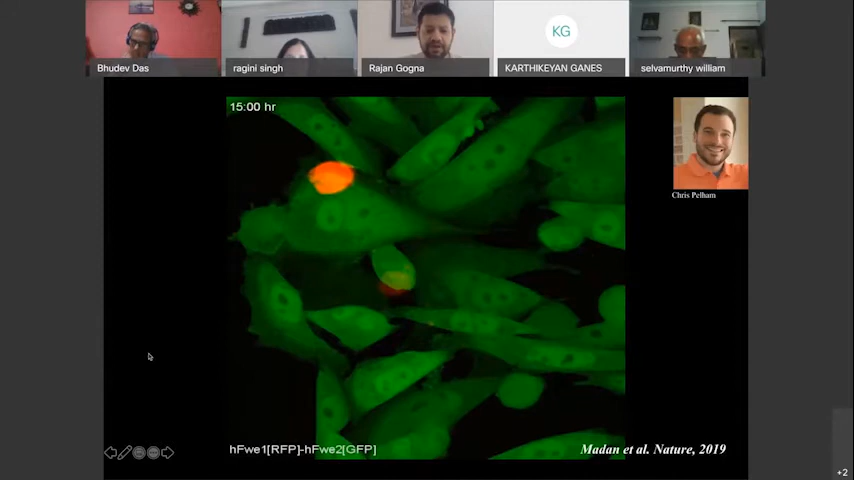 KG
Bhudev Das
ragini singh
Rajan Gogna
KARTHIKEYAN GANES
selvamurthy william
15:00 hr
Chris Pelham
hFwe1[RFP]-hFwe2[GFP]
Madan et al. Nature, 2019
+2